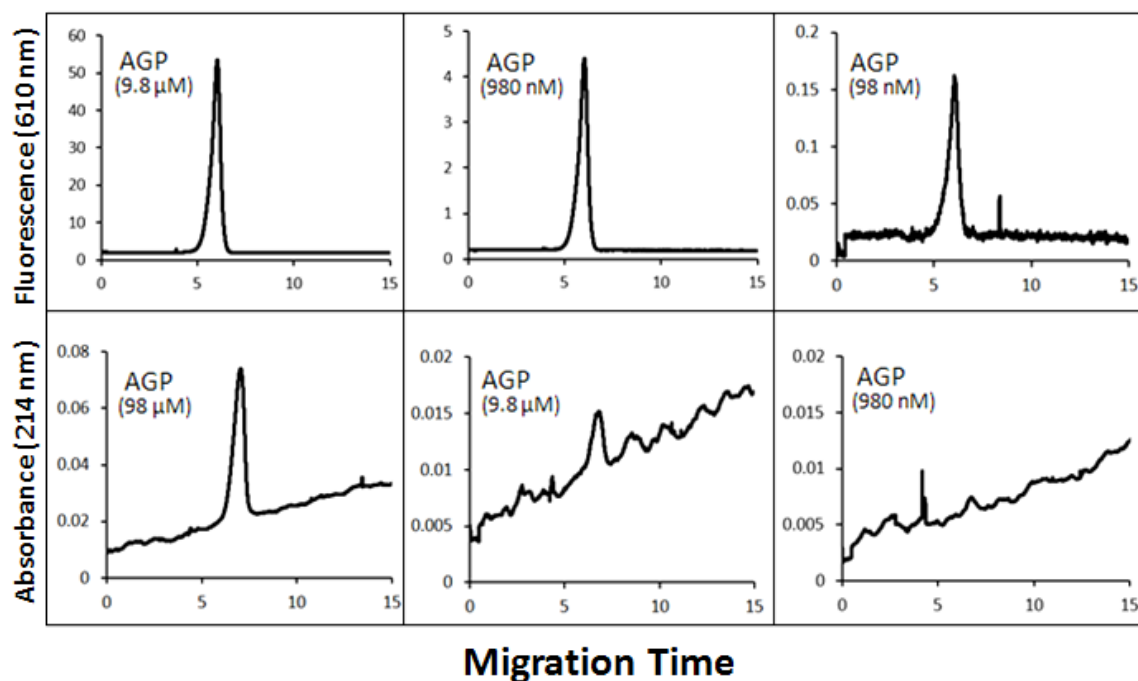 Fluorescence (610 nm)
60
50
40
30
20
10
0
AGP
(9.8 µM)
0 5 10 15
5
4
3
2
1
0
AGP
(980 nM)
0 5 10 15
0.2
0.15
0.1
0.05
0
AGP
(98 nM)
0 5 10 15
Absorbance (214 nm)
0.08
0.06
0.04
0.02
0
AGP
(98 µM)
0 5 10 15
0.02
0.015
0.01
0.005
0
AGP
(9.8 µM)
0 5 10 15
0.02
0.015
0.01
0.005
0
AGP
(980 nM)
0 5 10 15
Migration Time